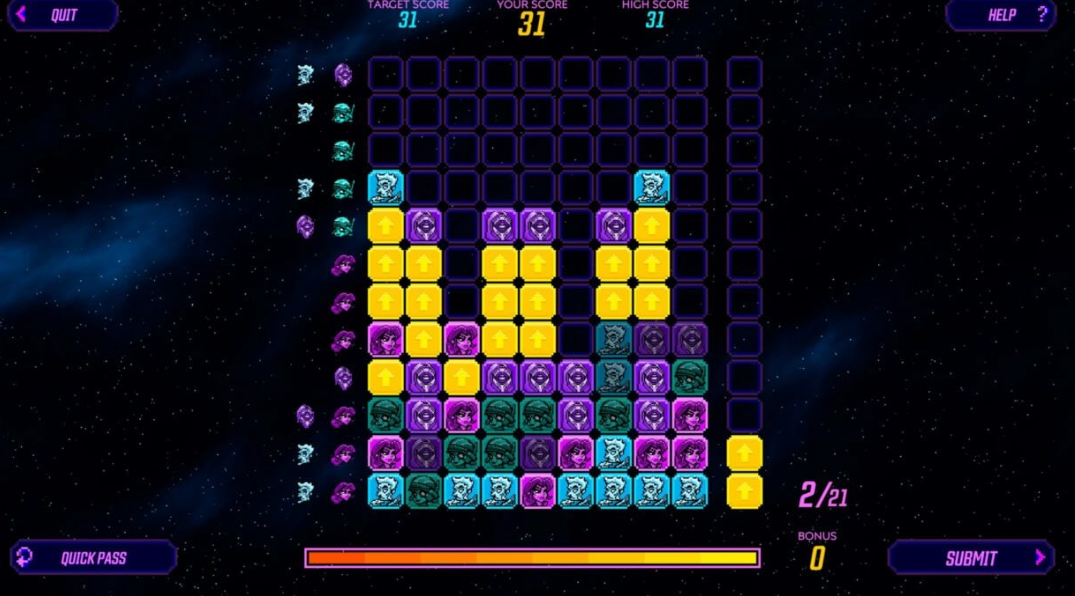 QUIT
TARGET SCORE
31
YOUR SCORE
31
HIGH SCORE
31
HELP ?
2/21
BONUS
0
QUICK PASS
SUBMIT